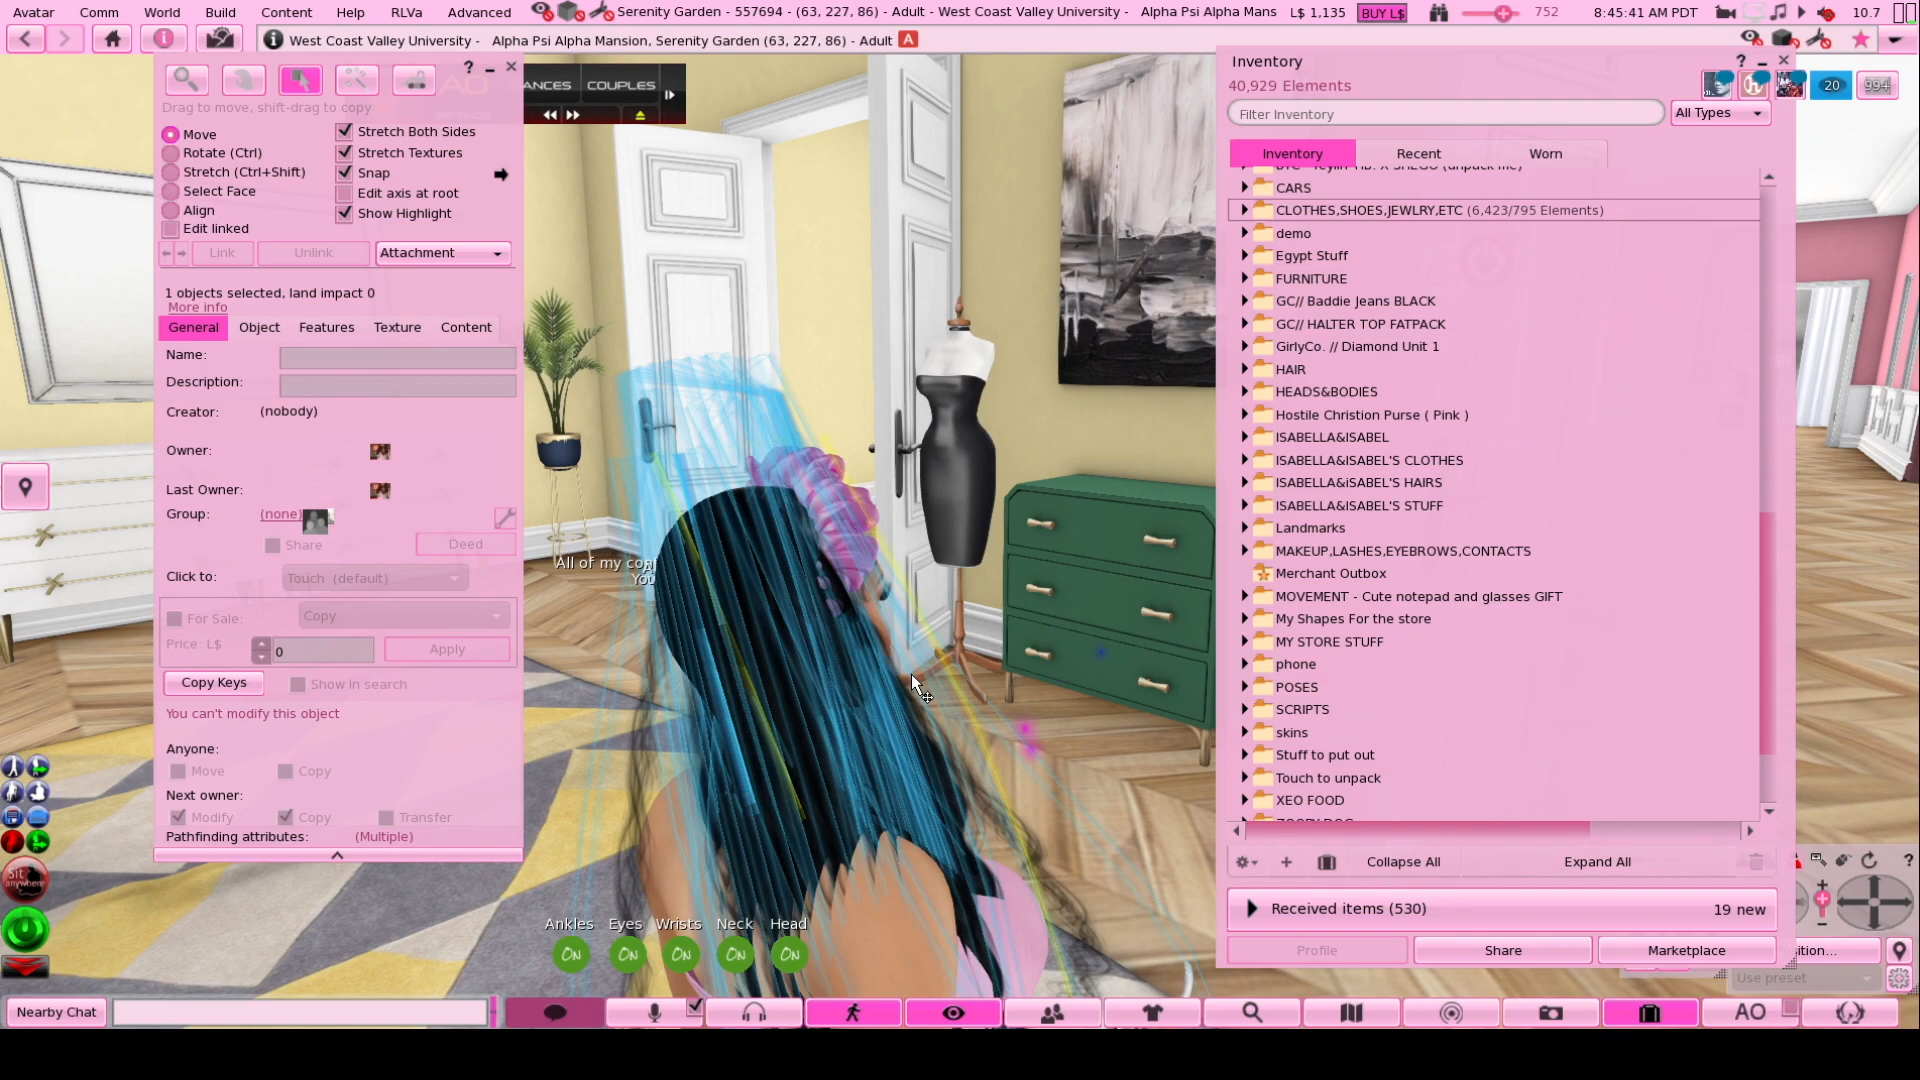 Avatar Comm World Build Content Help RLVa Advanced Serenity Garden - 557694 - (63, 227, 86) - Adult - West Coast Valley University - Alpha Psi Alpha Mans L$ 1,135 BUY L$ 752 8:45:41 AM PDT 10.7
West Coast Valley University - Alpha Psi Alpha Mansion, Serenity Garden (63, 227, 86) - Adult A
Drag to move, shift-drag to copy
Move
Rotate (Ctrl)
Stretch (Ctrl+Shift)
Select Face
Align
Edit linked
Stretch Both Sides
Stretch Textures
Snap
Edit axis at root
Show Highlight
Link Unlink Attachment
1 objects selected, land impact 0
More info
General Object Features Texture Content
Name:
Description:
Creator: (nobody)
Owner:
Last Owner:
Group: (none)
Share Deed
Click to: Touch (default)
For Sale: Copy
Price: L$ 0 Apply
Copy Keys Show in search
You can't modify this object
Anyone:
Move Copy
Next owner:
Modify Copy Transfer
Pathfinding attributes: (Multiple)
ANCES COUPLES
All of my
You
Ankles Eyes Wrists Neck Head
On On On On On
Inventory
40,929 Elements
20 994
Filter Inventory All Types
Inventory Recent Worn
CARS
CLOTHES,SHOES,JEWLRY,ETC (6,423/795 Elements)
demo
Egypt Stuff
FURNITURE
GC// Baddie Jeans BLACK
GC// HALTER TOP FATPACK
GirlyCo. // Diamond Unit 1
HAIR
HEADS&BODIES
Hostile Christion Purse ( Pink )
ISABELLA&ISABEL
ISABELLA&ISABEL'S CLOTHES
ISABELLA&iSABEL'S HAIRS
ISABELLA&ISABEL'S STUFF
Landmarks
MAKEUP,LASHES,EYEBROWS,CONTACTS
Merchant Outbox
MOVEMENT - Cute notepad and glasses GIFT
My Shapes For the store
MY STORE STUFF
phone
POSES
SCRIPTS
skins
Stuff to put out
Touch to unpack
XEO FOOD
Collapse All Expand All
Received items (530) 19 new
Profile Share Marketplace
sition...
Use preset
Sit anywhere
Nearby Chat AO